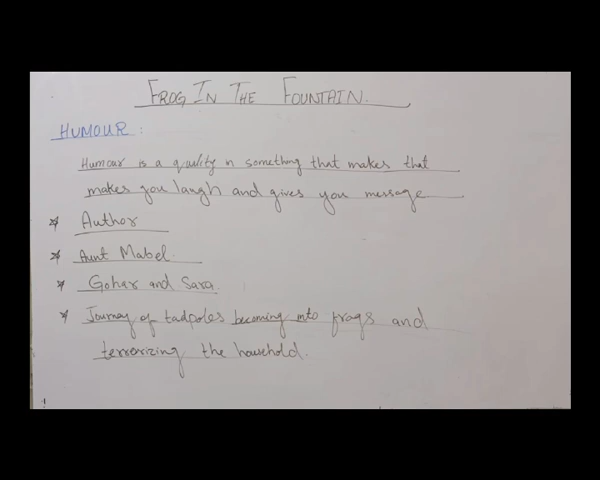 FROG IN THE FOUNTAIN.
HUMOUR:
Humour is a quality in something that makes that
makes you laugh and gives you message
* Author
* Aunt Mabel.
* Gohar and Sara.
* Journey of tadpoles becoming into frogs and
terrorizing the household.